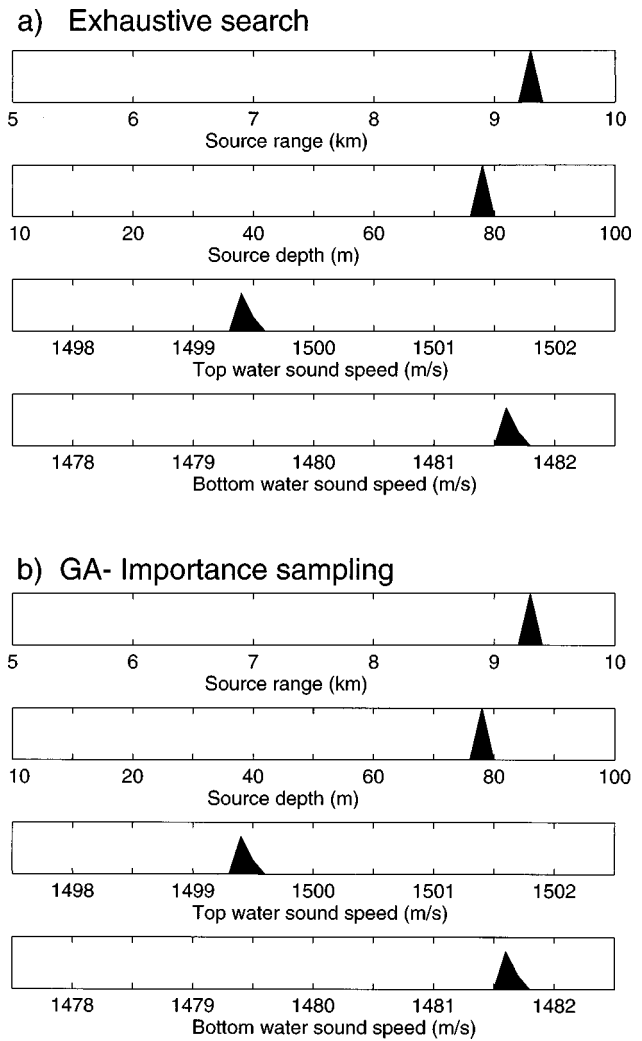 a) Exhaustive search
5 6 7 8 9 10
Source range (km)
10 20 40 60 80 100
Source depth (m)
1498 1499 1500 1501 1502
Top water sound speed (m/s)
1478 1479 1480 1481 1482
Bottom water sound speed (m/s)
b) GA- Importance sampling
5 6 7 8 9 10
Source range (km)
10 20 40 60 80 100
Source depth (m)
1498 1499 1500 1501 1502
Top water sound speed (m/s)
1478 1479 1480 1481 1482
Bottom water sound speed (m/s)